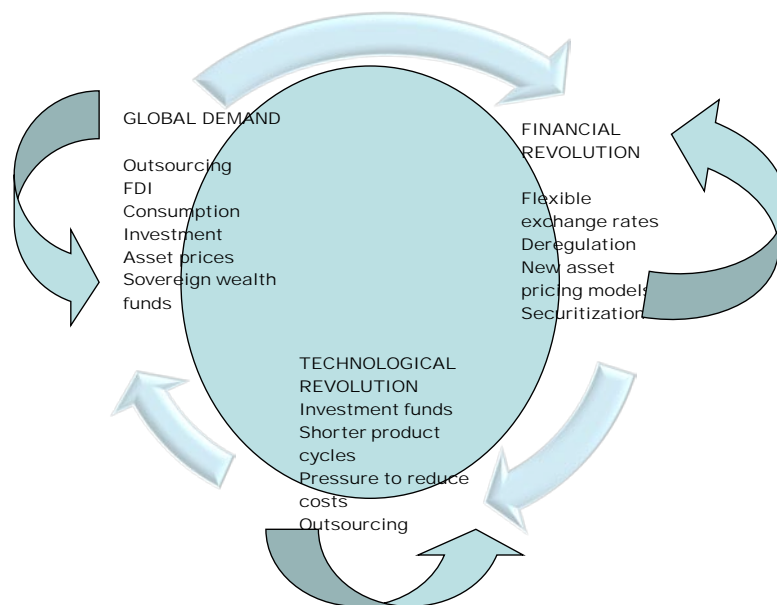 GLOBAL DEMAND
Outsourcing
FDI
Consumption
Investment
Asset prices
Sovereign wealth
funds
FINANCIAL
REVOLUTION
Flexible
exchange rates
Deregulation
New asset
pricing models
Securitization
TECHNOLOGICAL
REVOLUTION
Investment funds
Shorter product
cycles
Pressure to reduce
costs
Outsourcing